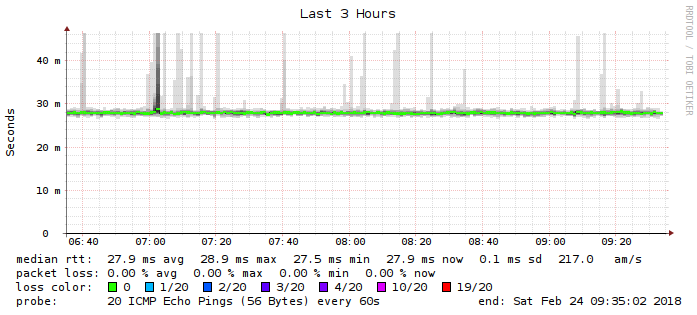 Last 3 Hours
RRDTOOL / TOBI OETIKER
Seconds
40 m
30 m
20 m
10 m
0
06:40 07:00 07:20 07:40 08:00 08:20 08:40 09:00 09:20
median rtt: 27.9 ms avg 28.9 ms max 27.5 ms min 27.9 ms now 0.1 ms sd 217.0 am/s
packet loss: 0.00 % avg 0.00 % max 0.00 % min 0.00 % now
loss color: 0 1/20 2/20 3/20 4/20 10/20 19/20
probe: 20 ICMP Echo Pings (56 Bytes) every 60s end: Sat Feb 24 09:35:02 2018